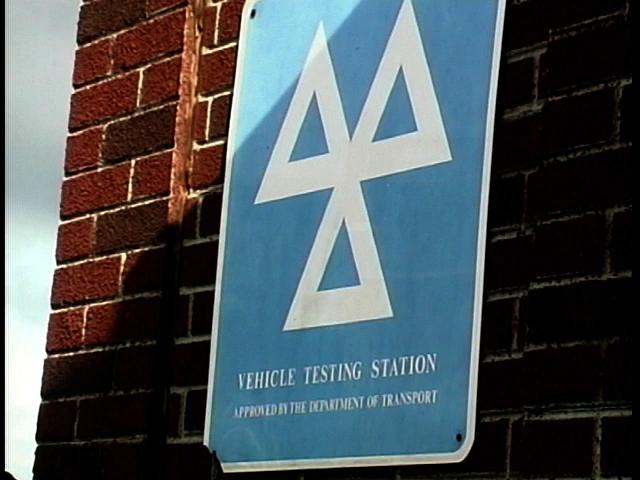 VEHICLE TESTING STATION
APPROVED BY THE DEPARTMENT OF TRANSPORT